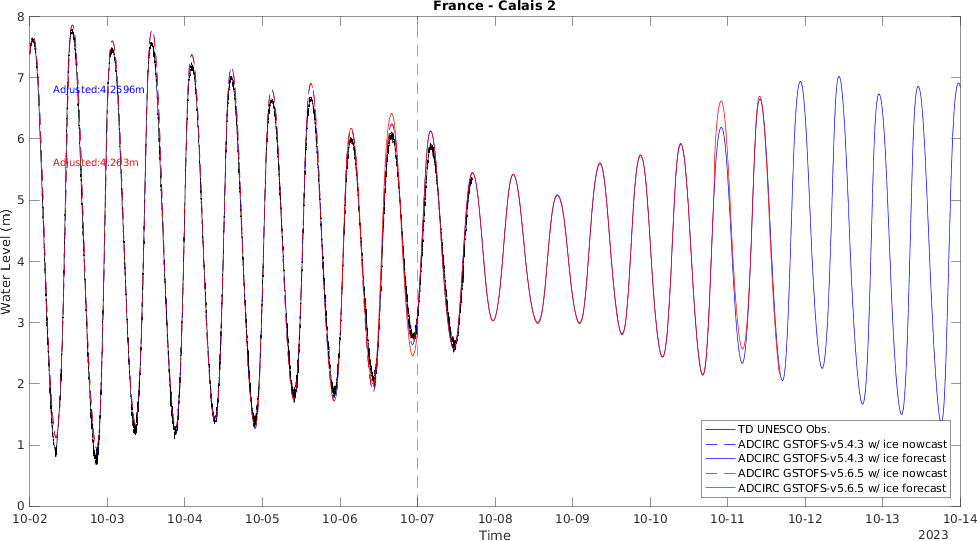 France - Calais 2
8
7
6
5
4
3
2
1
0
Water Level (m)
Adjusted:4.2596m
Adjusted:4.263m
TD UNESCO Obs.
ADCIRC GSTOFS-v5.4.3 w/ ice nowcast
ADCIRC GSTOFS-v5.4.3 w/ ice forecast
ADCIRC GSTOFS-v5.6.5 w/ ice nowcast
ADCIRC GSTOFS-v5.6.5 w/ ice forecast
10-02 10-03 10-04 10-05 10-06 10-07 10-08 10-09 10-10 10-11 10-12 10-13 10-14
Time
2023